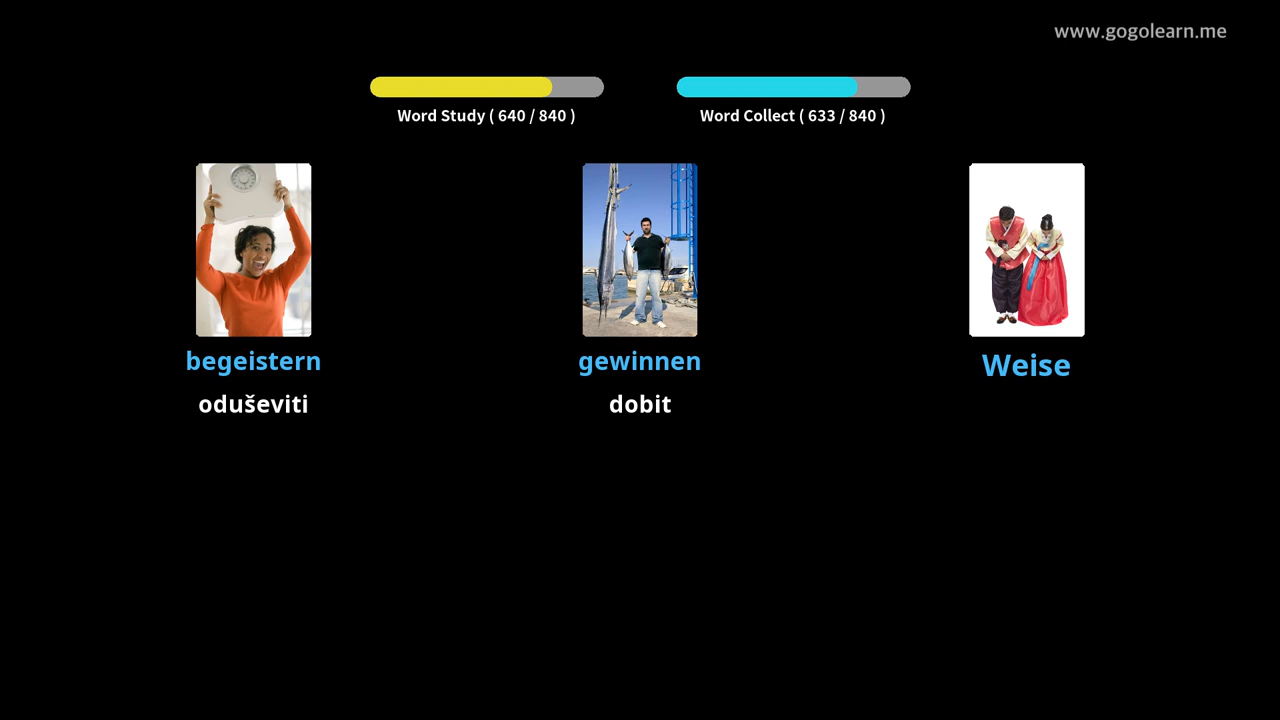 www.gogolearn.me
Word Study ( 640 / 840 )
Word Collect ( 633 / 840 )
begeistern
oduševiti
gewinnen
dobit
Weise